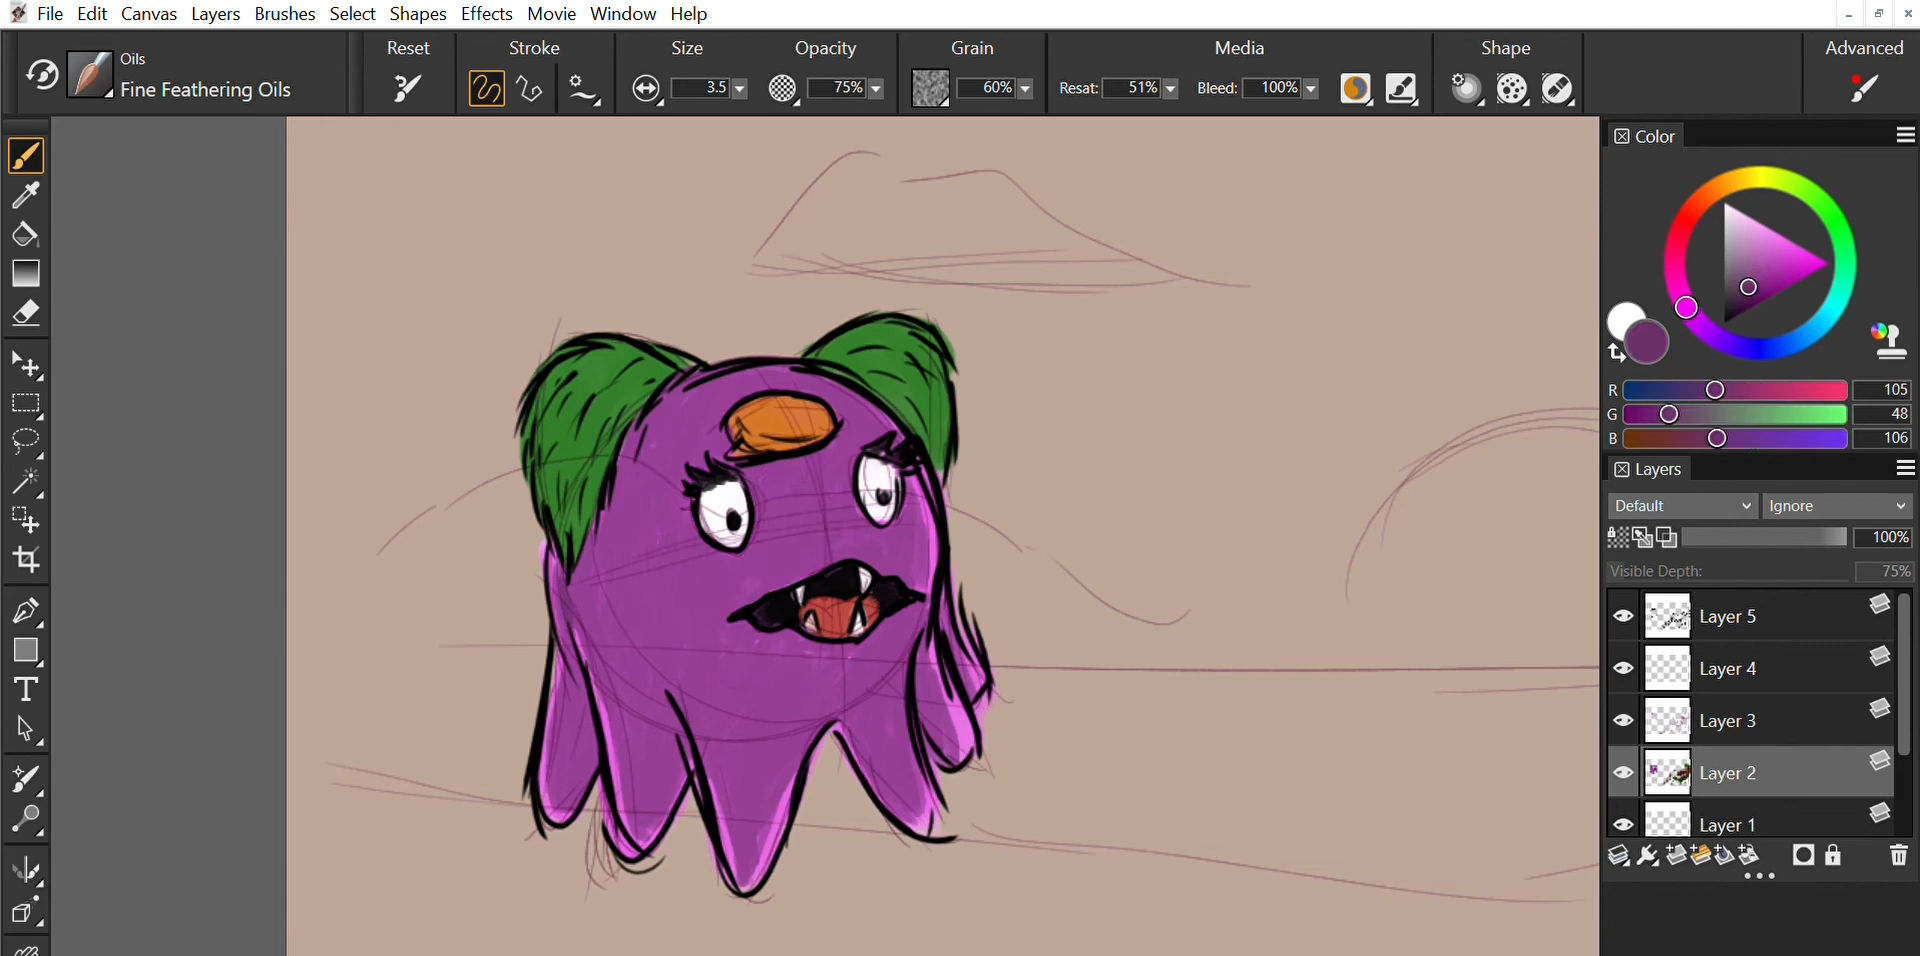 File Edit Canvas Layers Brushes Select Shapes Effects Movie Window Help
Oils
Fine Feathering Oils
Reset
Stroke
Size
3.5
Opacity
75%
Grain
60%
Media
Resat: 51%
Bleed: 100%
Shape
Advanced
Color
R 105
G 48
B 106
Layers
Default
Ignore
100%
Visible Depth: 75%
Layer 5
Layer 4
Layer 3
Layer 2
Layer 1